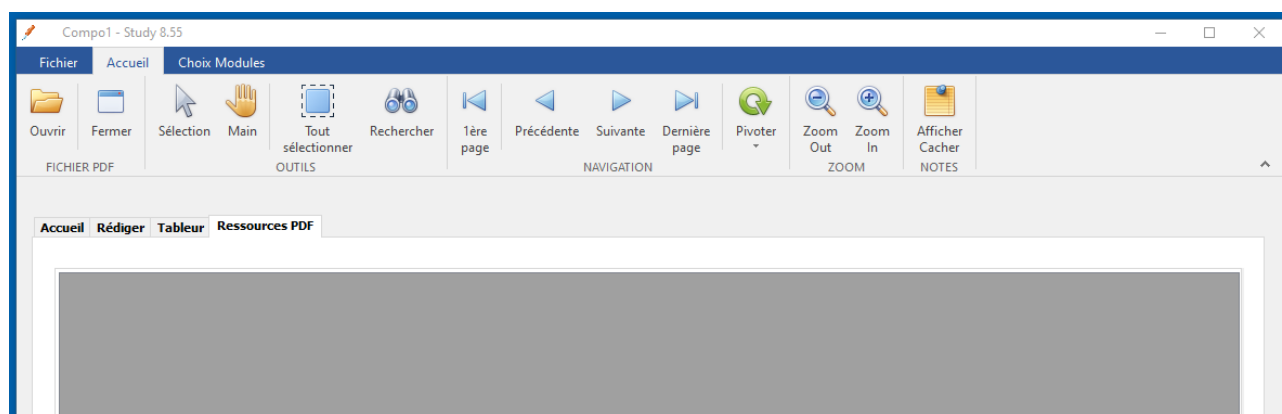 Compo1 - Study 8.55
Fichier Accueil Choix Modules
Ouvrir Fermer Sélection Main Tout sélectionner Rechercher 1ère page Précédente Suivante Dernière page Pivoter Zoom Out Zoom In Afficher Cacher
FICHIER PDF OUTILS NAVIGATION ZOOM NOTES
Accueil Rédiger Tableur Ressources PDF